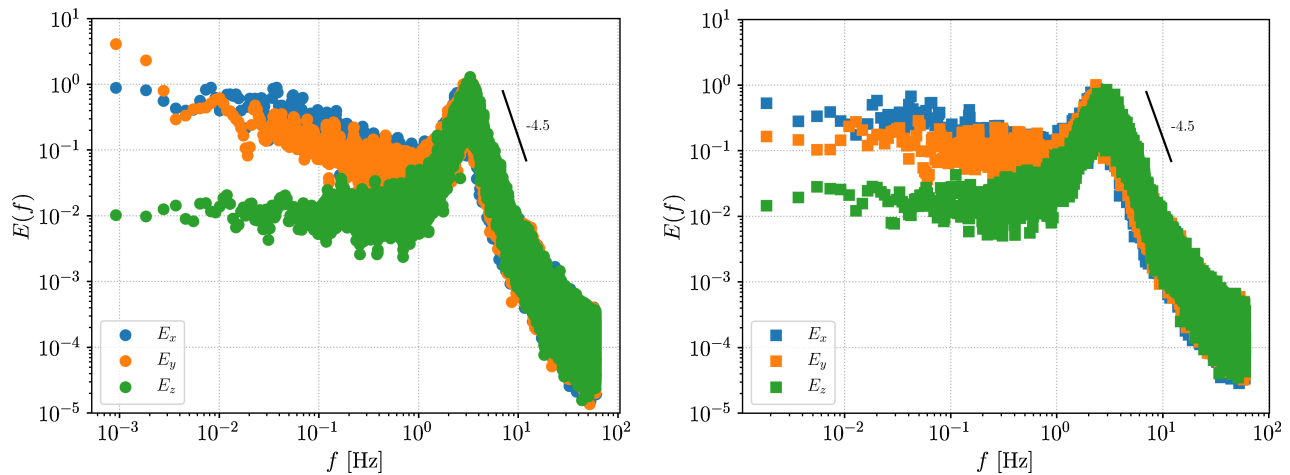 E(f)
10^1
10^0
10^{-1}
10^{-2}
10^{-3}
10^{-4}
10^{-5}
-4.5
E_x
E_y
E_z
10^{-3} 10^{-2} 10^{-1} 10^0 10^1 10^2
f [Hz]
E(f)
10^1
10^0
10^{-1}
10^{-2}
10^{-3}
10^{-4}
10^{-5}
-4.5
E_x
E_y
E_z
10^{-2} 10^{-1} 10^0 10^1 10^2
f [Hz]